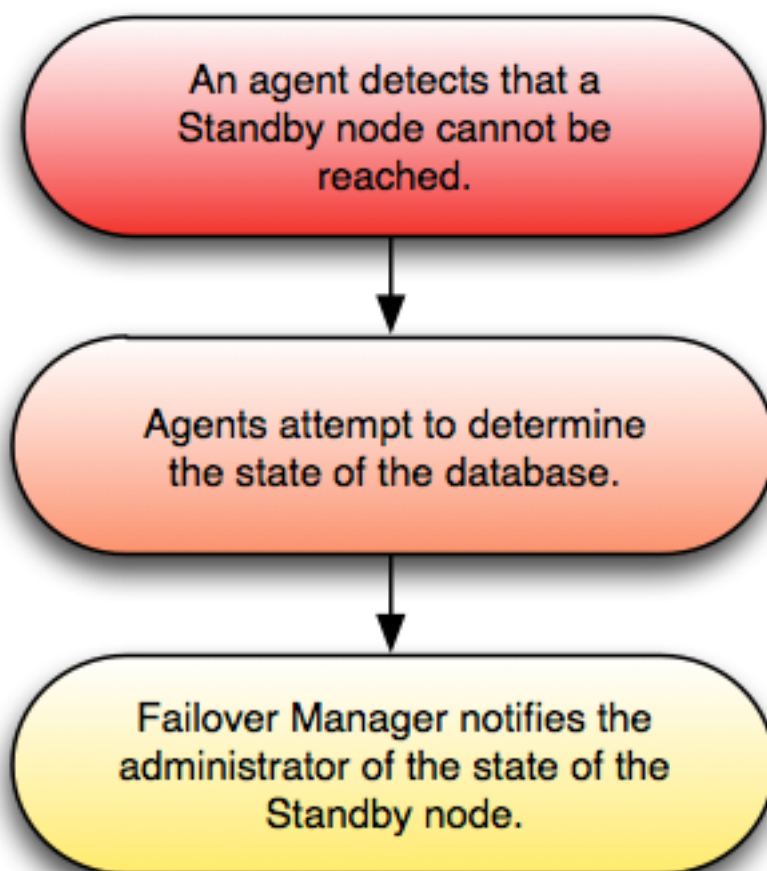 An agent detects that a
Standby node cannot be
reached.
Agents attempt to determine
the state of the database.
Failover Manager notifies the
administrator of the state of the
Standby node.